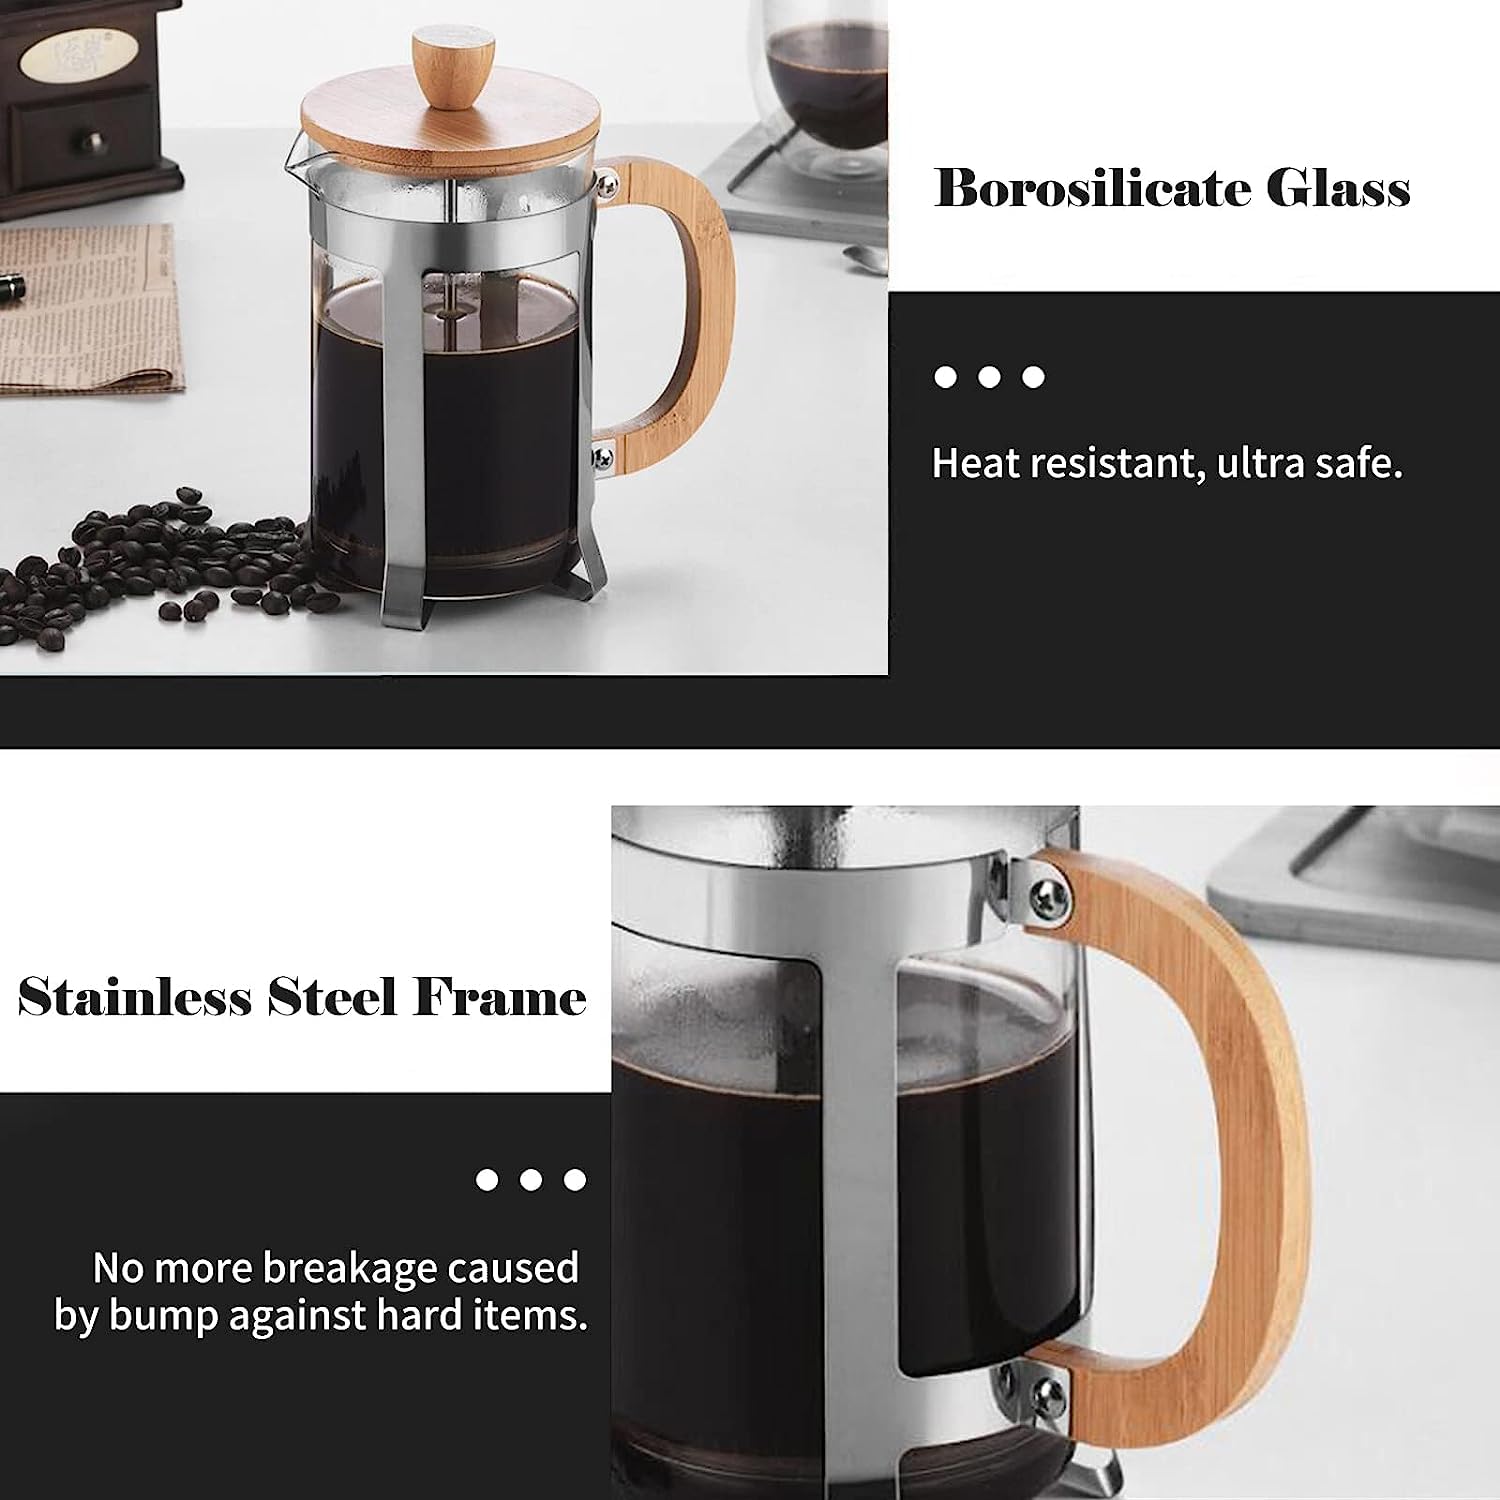 Borosilicate Glass
Heat resistant, ultra safe.
Stainless Steel Frame
No more breakage caused
by bump against hard items.